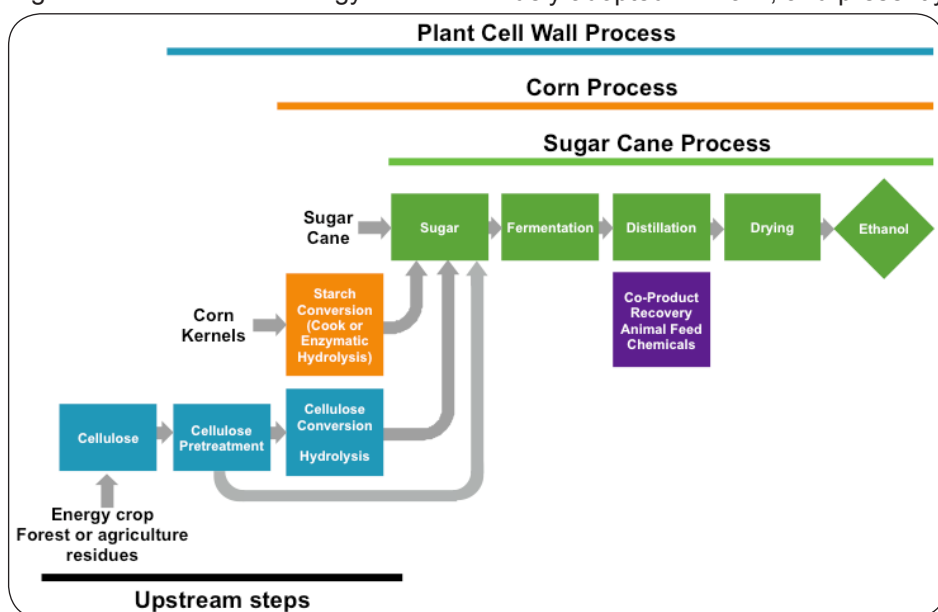 Plant Cell Wall Process
Corn Process
Sugar Cane Process
Sugar
Cane
Sugar
Fermentation
Distillation
Drying
Ethanol
Corn
Kernels
Starch
Conversion
(Cook or
Enzymatic
Hydrolysis)
Co-Product
Recovery
Animal Feed
Chemicals
Cellulose
Cellulose
Pretreatment
Cellulose
Conversion
Hydrolysis
Energy crop
Forest or agriculture
residues
Upstream steps